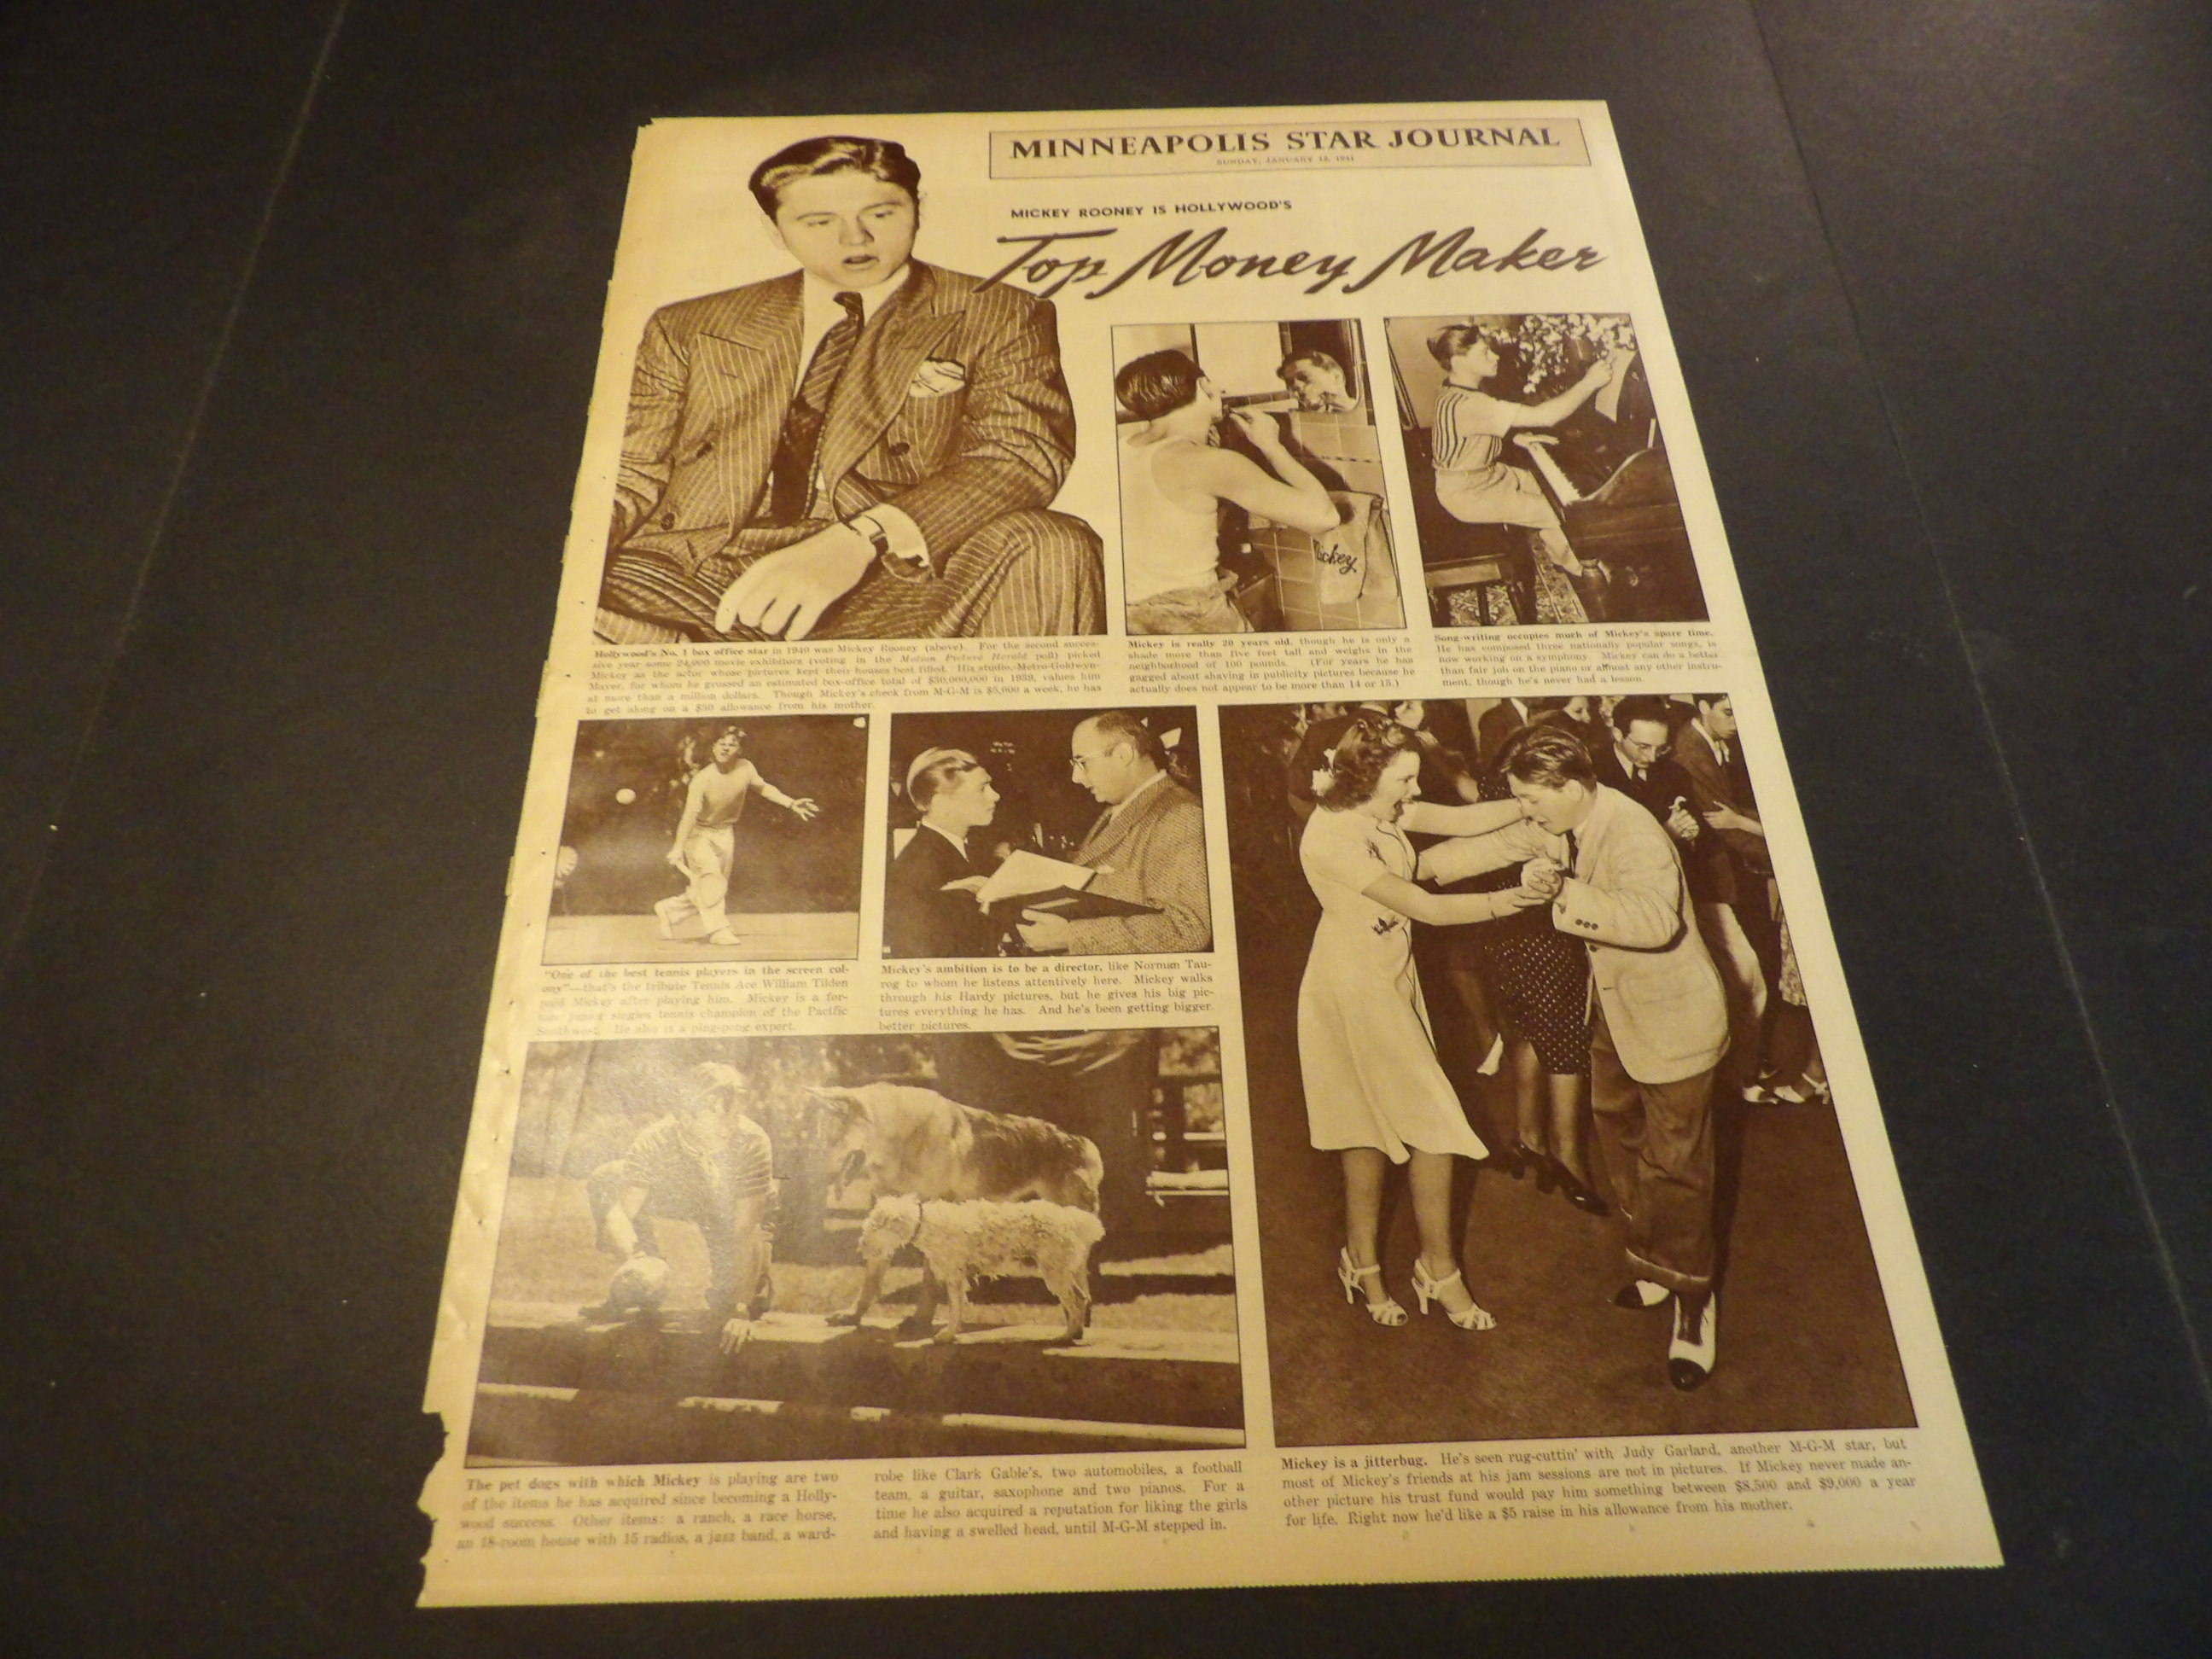 MINNEAPOLIS STAR JOURNAL
SUNDAY, JANUARY 12, 1941
MICKEY ROONEY IS HOLLYWOOD'S
Top Money Maker
Mickey
Hollywood's No. 1 box office star in 1940 was Mickey Rooney (above). For the second succes-
sive year some 24,000 movie exhibitors (voting in the Motion Picture Herald poll) picked
Mickey as the actor whose pictures kept their houses best filled. His studio, Metro-Goldwyn-
Mayer, for whom he grossed an estimated box-office total of $30,000,000 in 1939, values him
at more than a million dollars. Though Mickey's check from M-G-M is $5,000 a week, he has
to get along on a $50 allowance from his mother.
Mickey is really 20 years old, though he is only a
shade more than five feet tall and weighs in the
neighborhood of 100 pounds. (For years he has
gagged about shaving in publicity pictures because he
actually does not appear to be more than 14 or 15.)
Song-writing occupies much of Mickey's spare time.
He has composed three nationally popular songs, is
now working on a symphony. Mickey can do a better
than fair job on the piano or almost any other instru-
ment, though he's never had a lesson.
"One of the best tennis players in the screen col-
ony"—that's the tribute Tennis Ace William Tilden
paid Mickey after playing him. Mickey is a for-
mer junior singles tennis champion of the Pacific
Southwest. He also is a ping-pong expert.
Mickey's ambition is to be a director, like Norman Tau-
rog to whom he listens attentively here. Mickey walks
through his Hardy pictures, but he gives his big pic-
tures everything he has. And he's been getting bigger,
better pictures.
The pet dogs with which Mickey is playing are two
of the items he has acquired since becoming a Holly-
wood success. Other items: a ranch, a race horse,
an 18-room house with 15 radios, a jazz band, a ward-
robe like Clark Gable's, two automobiles, a football
team, a guitar, saxophone and two pianos. For a
time he also acquired a reputation for liking the girls
and having a swelled head, until M-G-M stepped in.
Mickey is a jitterbug. He's seen rug-cuttin' with Judy Garland, another M-G-M star, but
most of Mickey's friends at his jam sessions are not in pictures. If Mickey never made an-
other picture his trust fund would pay him something between $8,500 and $9,000 a year
for life. Right now he'd like a $5 raise in his allowance from his mother.